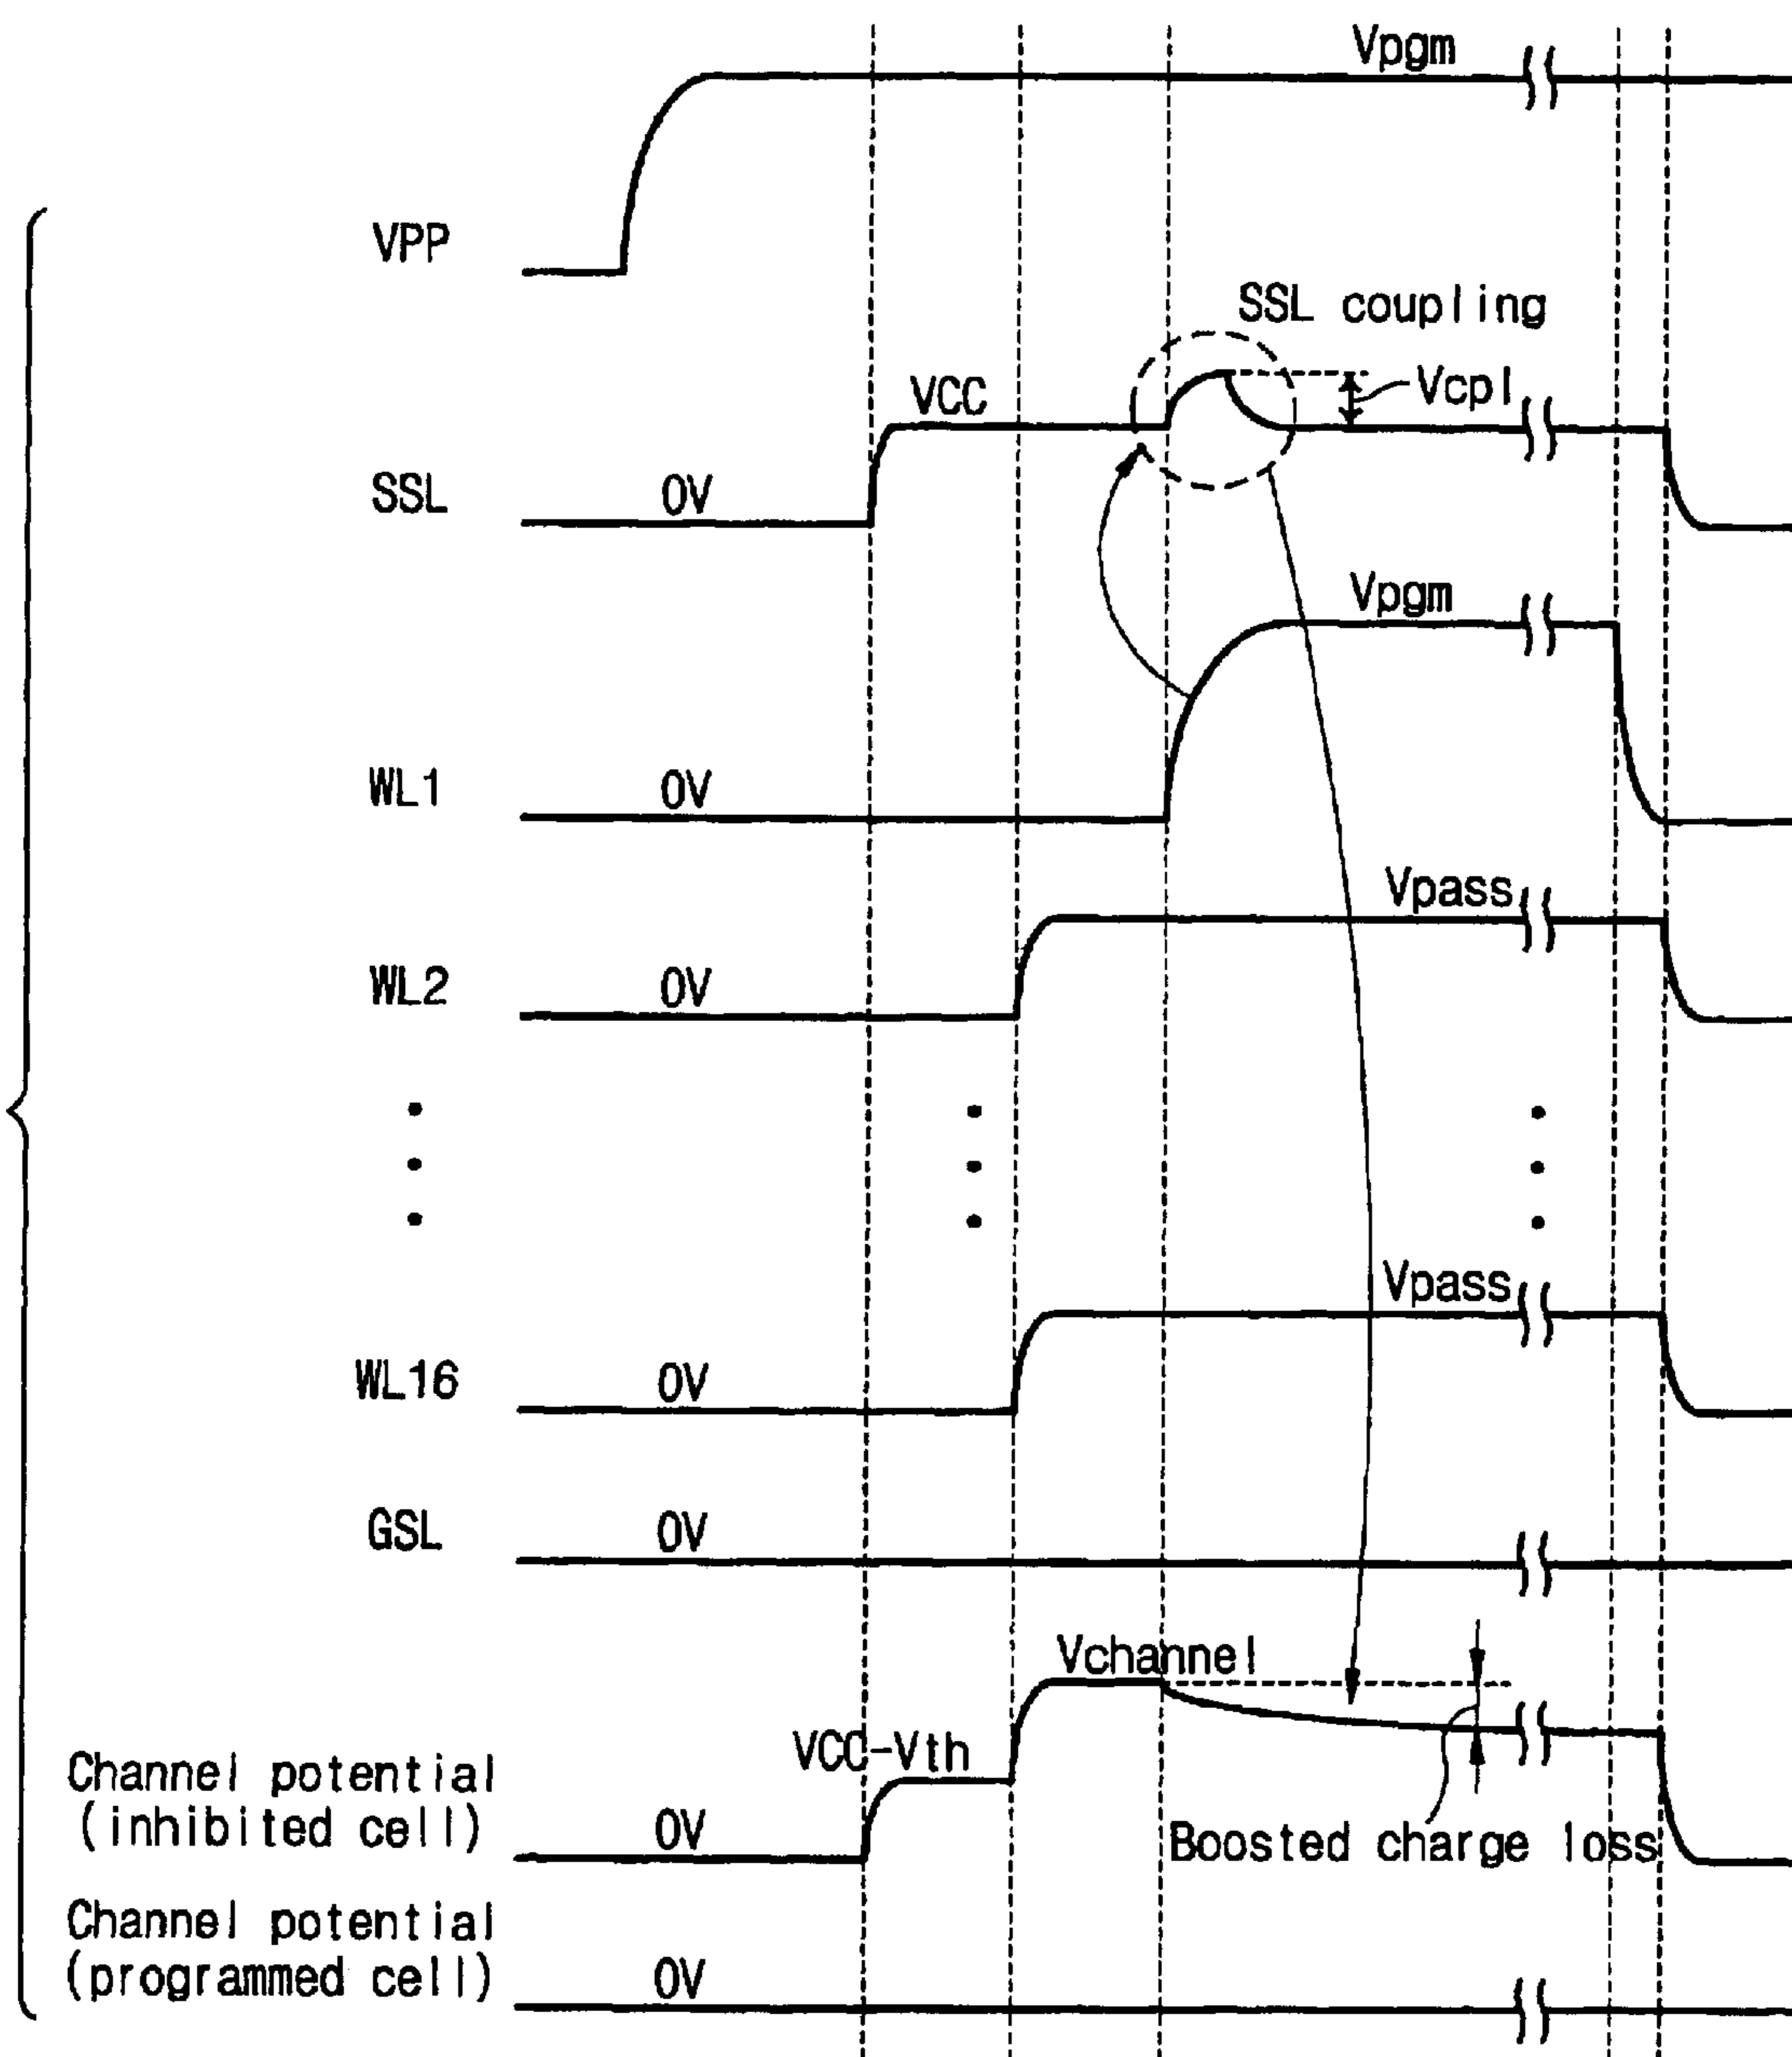 Vpgm
VPP
SSL coupling
VCC
Vcpl
SSL
0V
Vpgm
WL1
0V
Vpass
WL2
0V
Vpass
WL16
0V
GSL
0V
Vchannel
VCC-Vth
Channel potential
(inhibited cell)
0V
Boosted charge loss
Channel potential
(programmed cell)
0V